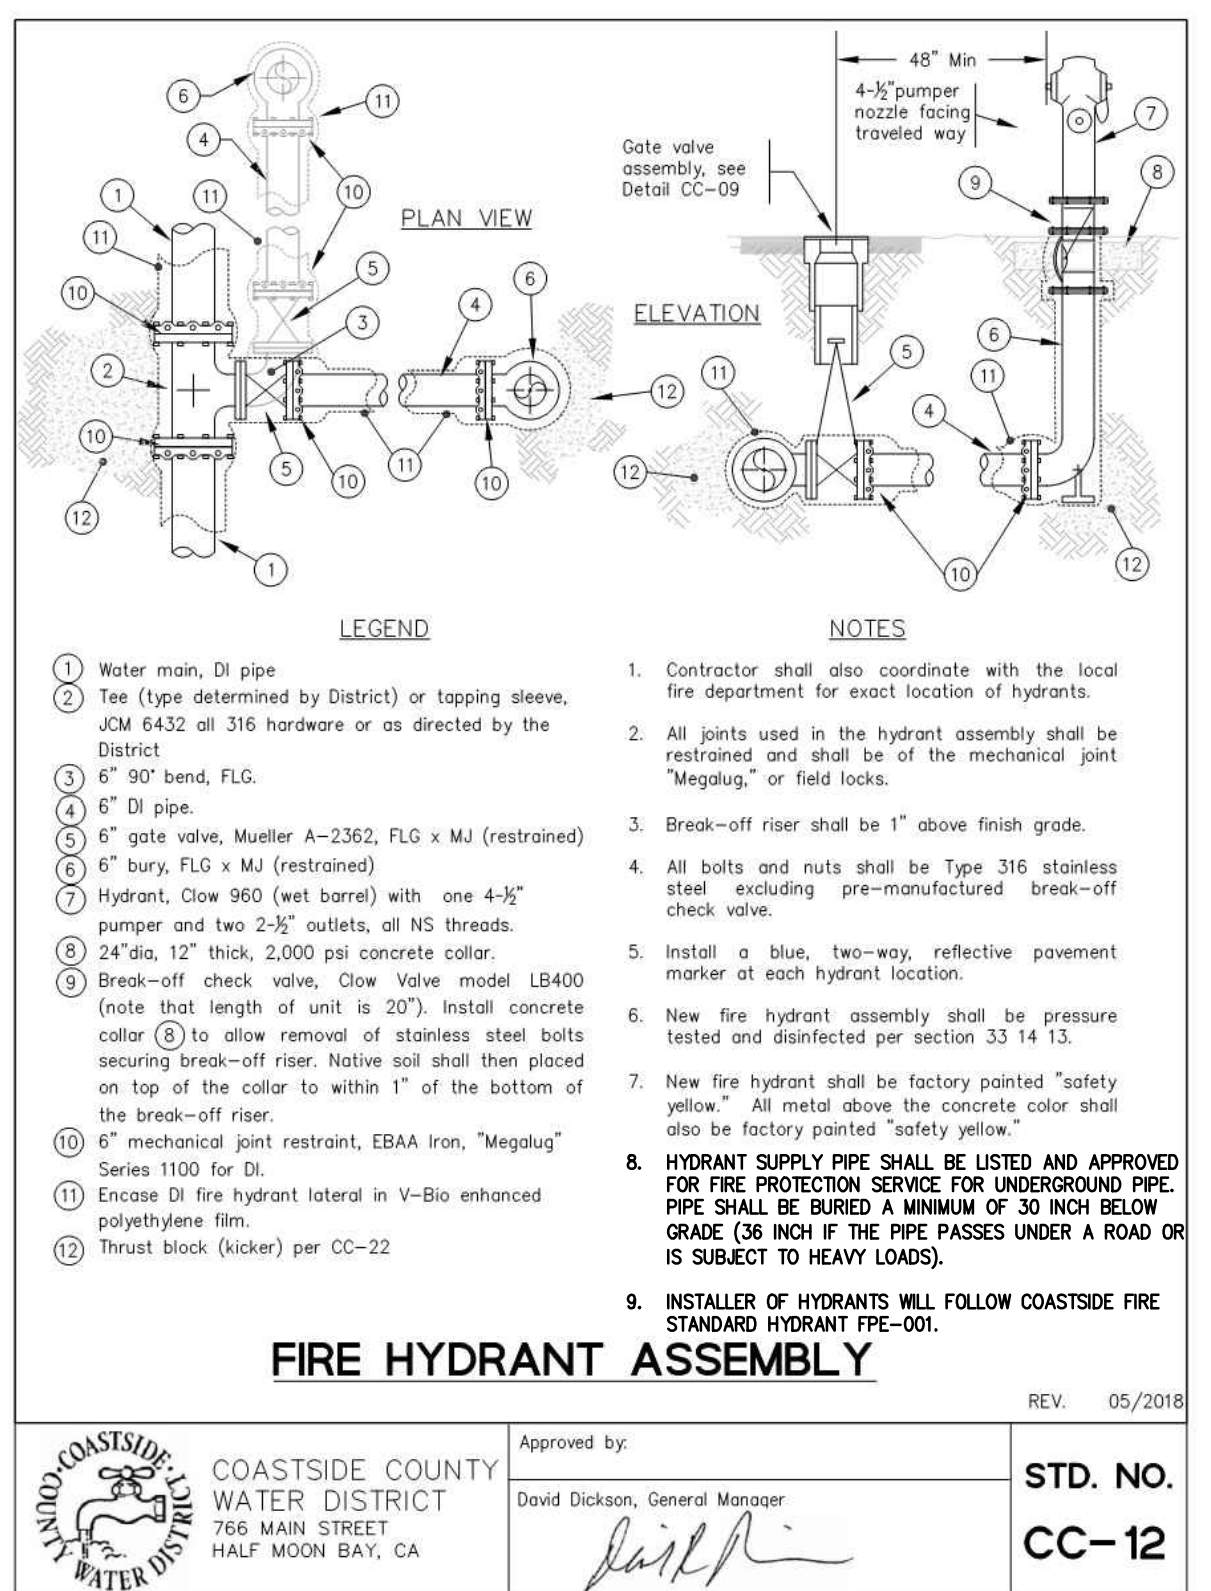 6
11
4
10
1
11
11
PLAN VIEW
10
5
3
4
6
2
12
10
5
10
11
10
12
1
48" Min
4-½"pumper
nozzle facing
traveled way
7
Gate valve
assembly, see
Detail CC-09
9
8
ELEVATION
6
5
11
11
4
12
10
12
LEGEND
1 Water main, DI pipe
2 Tee (type determined by District) or tapping sleeve,
JCM 6432 all 316 hardware or as directed by the
District
3 6" 90° bend, FLG.
4 6" DI pipe.
5 6" gate valve, Mueller A-2362, FLG x MJ (restrained)
6 6" bury, FLG x MJ (restrained)
7 Hydrant, Clow 960 (wet barrel) with one 4-½"
pumper and two 2-½" outlets, all NS threads.
8 24"dia, 12" thick, 2,000 psi concrete collar.
9 Break-off check valve, Clow Valve model LB400
(note that length of unit is 20"). Install concrete
collar 8 to allow removal of stainless steel bolts
securing break-off riser. Native soil shall then placed
on top of the collar to within 1" of the bottom of
the break-off riser.
10 6" mechanical joint restraint, EBAA Iron, "Megalug"
Series 1100 for DI.
11 Encase DI fire hydrant lateral in V-Bio enhanced
polyethylene film.
12 Thrust block (kicker) per CC-22
NOTES
1. Contractor shall also coordinate with the local
fire department for exact location of hydrants.
2. All joints used in the hydrant assembly shall be
restrained and shall be of the mechanical joint
"Megalug," or field locks.
3. Break-off riser shall be 1" above finish grade.
4. All bolts and nuts shall be Type 316 stainless
steel excluding pre-manufactured break-off
check valve.
5. Install a blue, two-way, reflective pavement
marker at each hydrant location.
6. New fire hydrant assembly shall be pressure
tested and disinfected per section 33 14 13.
7. New fire hydrant shall be factory painted "safety
yellow." All metal above the concrete color shall
also be factory painted "safety yellow."
8. HYDRANT SUPPLY PIPE SHALL BE LISTED AND APPROVED
FOR FIRE PROTECTION SERVICE FOR UNDERGROUND PIPE.
PIPE SHALL BE BURIED A MINIMUM OF 30 INCH BELOW
GRADE (36 INCH IF THE PIPE PASSES UNDER A ROAD OR
IS SUBJECT TO HEAVY LOADS).
9. INSTALLER OF HYDRANTS WILL FOLLOW COASTSIDE FIRE
STANDARD HYDRANT FPE-001.
FIRE HYDRANT ASSEMBLY
REV. 05/2018
COASTSIDE · COUNTY WATER DISTRICT ·
COASTSIDE COUNTY
WATER DISTRICT
766 MAIN STREET
HALF MOON BAY, CA
Approved by:
David Dickson, General Manager
STD. NO.
CC-12